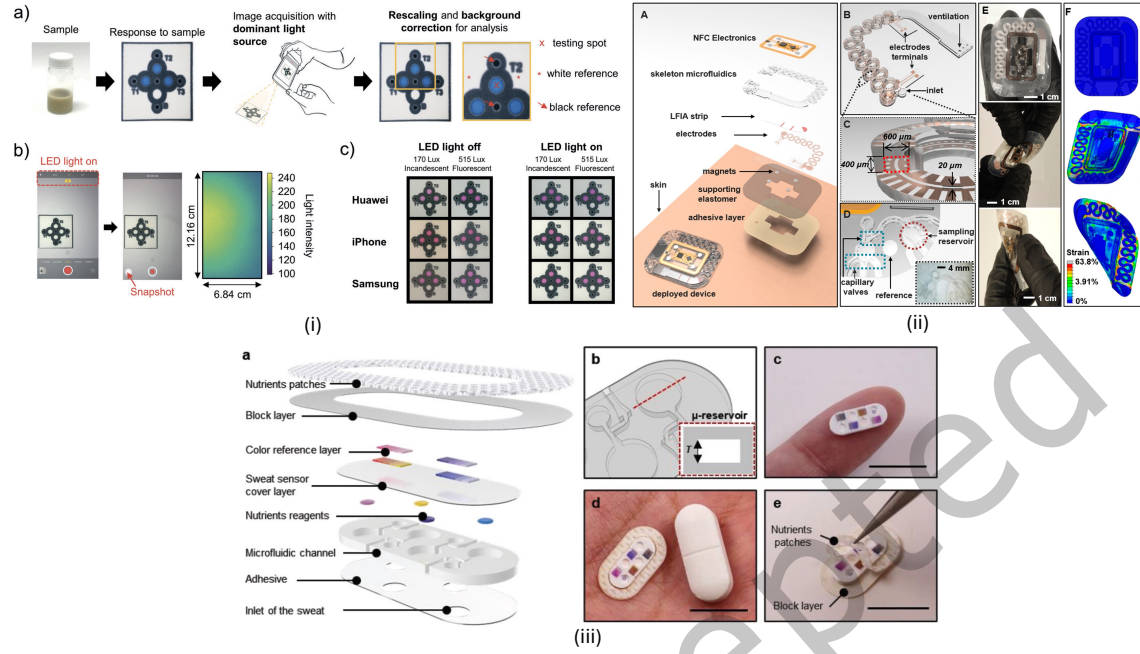 a)
Sample
Response to sample
Image acquisition with
dominant light
source
Rescaling and background
correction for analysis
T2
T1
T3
T2
x testing spot
white reference
black reference
b)
LED light on
Snapshot
12.16 cm
6.84 cm
240
220
200
180
160
140
120
100
Light intensity
c)
LED light off
LED light on
170 Lux
Incandescent
515 Lux
Fluorescent
170 Lux
Incandescent
515 Lux
Fluorescent
Huawei
iPhone
Samsung
(i)
A
NFC Electronics
skeleton microfluidics
LFIA strip
electrodes
magnets
skin
supporting
elastomer
adhesive layer
deployed device
B
ventilation
electrodes
terminals
inlet
C
600 µm
400 µm
20 µm
D
sampling
reservoir
4 mm
capillary
valves
reference
E
1 cm
1 cm
1 cm
F
Strain
63.8%
3.91%
0%
(ii)
a
Nutrients patches
Block layer
Color reference layer
Sweat sensor
cover layer
Nutrients reagents
Microfluidic channel
Adhesive
Inlet of the sweat
b
µ-reservoir
T
c
d
e
Nutrients
patches
Block layer
(iii)
epted